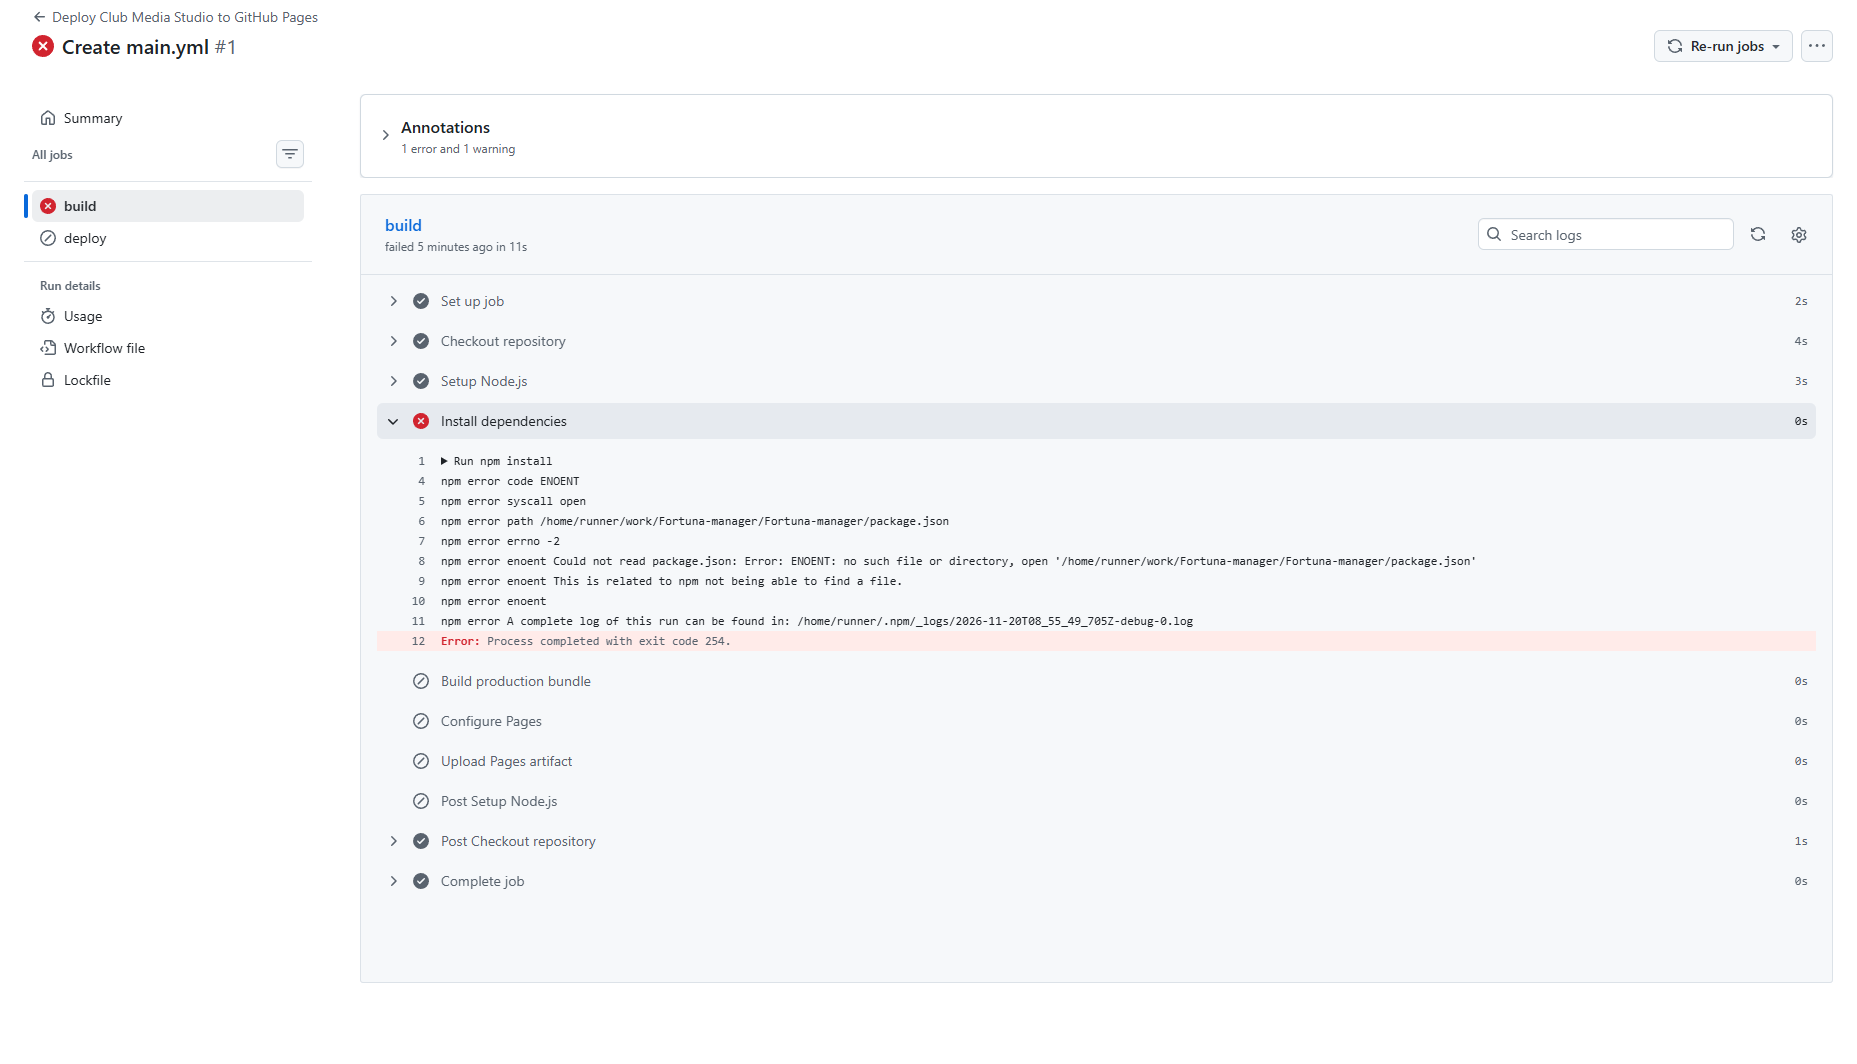 Deploy Club Media Studio to GitHub Pages
Create main.yml #1
Re-run jobs
Summary
All jobs
build
deploy
Run details
Usage
Workflow file
Lockfile
Annotations
1 error and 1 warning
build
failed 5 minutes ago in 11s
Search logs
Set up job 2s
Checkout repository 4s
Setup Node.js 3s
Install dependencies 0s
1 Run npm install
4 npm error code ENOENT
5 npm error syscall open
6 npm error path /home/runner/work/Fortuna-manager/Fortuna-manager/package.json
7 npm error errno -2
8 npm error enoent Could not read package.json: Error: ENOENT: no such file or directory, open '/home/runner/work/Fortuna-manager/Fortuna-manager/package.json'
9 npm error enoent This is related to npm not being able to find a file.
10 npm error enoent
11 npm error A complete log of this run can be found in: /home/runner/.npm/_logs/2026-11-20T08_55_49_705Z-debug-0.log
12 Error: Process completed with exit code 254.
Build production bundle 0s
Configure Pages 0s
Upload Pages artifact 0s
Post Setup Node.js 0s
Post Checkout repository 1s
Complete job 0s